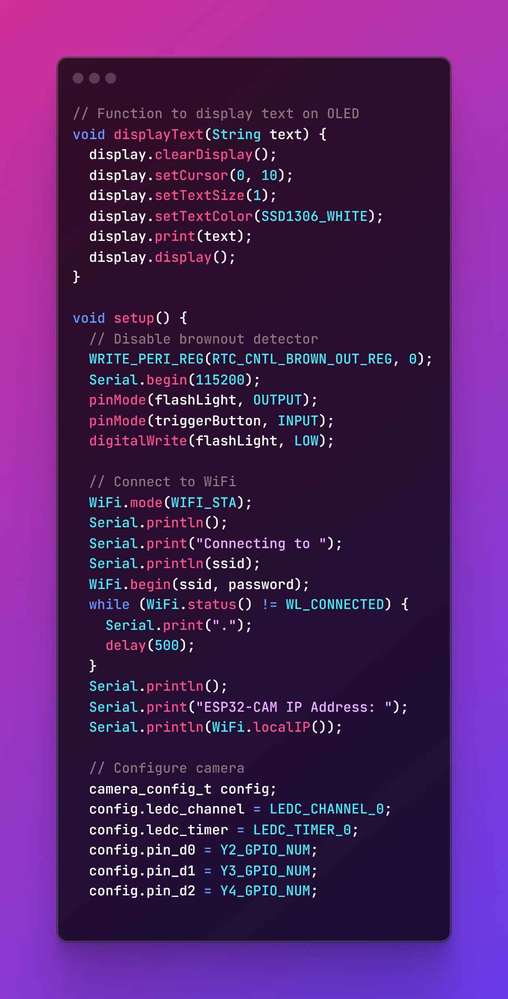 // Function to display text on OLED
void displayText(String text) {
  display.clearDisplay();
  display.setCursor(0, 10);
  display.setTextSize(1);
  display.setTextColor(SSD1306_WHITE);
  display.print(text);
  display.display();
}

void setup() {
  // Disable brownout detector
  WRITE_PERI_REG(RTC_CNTL_BROWN_OUT_REG, 0);
  Serial.begin(115200);
  pinMode(flashLight, OUTPUT);
  pinMode(triggerButton, INPUT);
  digitalWrite(flashLight, LOW);

  // Connect to WiFi
  WiFi.mode(WIFI_STA);
  Serial.println();
  Serial.print("Connecting to ");
  Serial.println(ssid);
  WiFi.begin(ssid, password);
  while (WiFi.status() != WL_CONNECTED) {
    Serial.print(".");
    delay(500);
  }
  Serial.println();
  Serial.print("ESP32-CAM IP Address: ");
  Serial.println(WiFi.localIP());

  // Configure camera
  camera_config_t config;
  config.ledc_channel = LEDC_CHANNEL_0;
  config.ledc_timer = LEDC_TIMER_0;
  config.pin_d0 = Y2_GPIO_NUM;
  config.pin_d1 = Y3_GPIO_NUM;
  config.pin_d2 = Y4_GPIO_NUM;